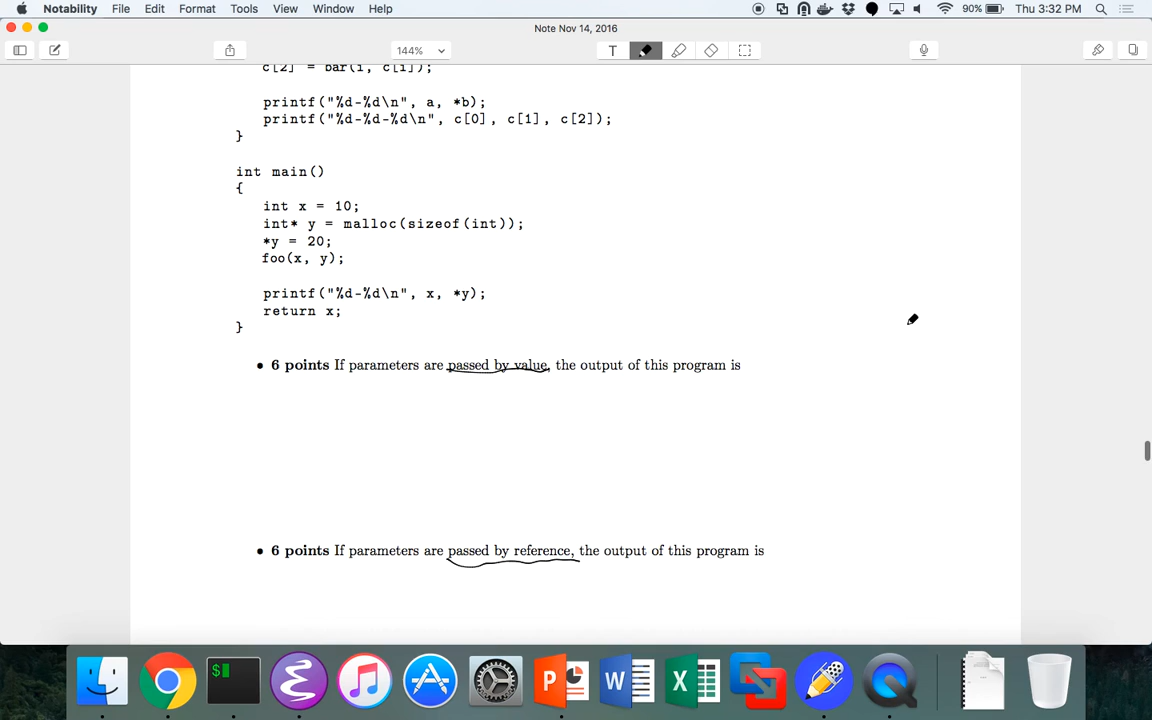 Notability File Edit Format Tools View Window Help 90% Thu 3:32 PM
Note Nov 14, 2016
144% T
c[2] = bar(i, c[i]);
printf("%d-%d\n", a, *b);
printf("%d-%d-%d\n", c[0], c[1], c[2]);
}
int main()
{
int x = 10;
int* y = malloc(sizeof(int));
*y = 20;
foo(x, y);
printf("%d-%d\n", x, *y);
return x;
}
• 6 points If parameters are passed by value, the output of this program is
• 6 points If parameters are passed by reference, the output of this program is
$ P W X